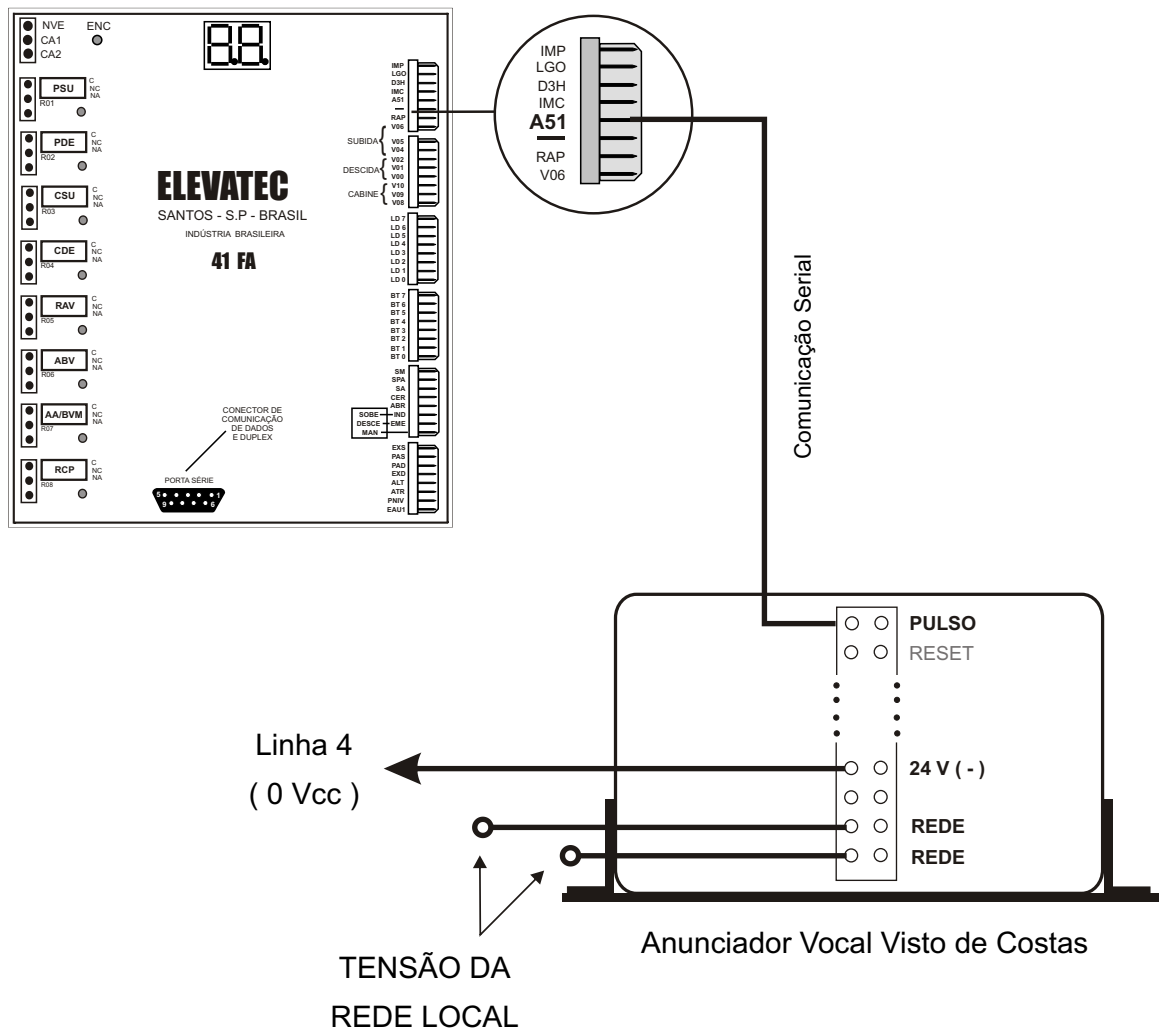 NVE
CA1
CA2
ENC
PSU
C
NC
NA
R01
PDE
C
NC
NA
R02
CSU
C
NC
NA
R03
CDE
C
NC
NA
R04
RAV
C
NC
NA
R05
ABV
C
NC
NA
R06
AA/BVM
C
NC
NA
R07
RCP
C
NC
NA
R08
ELEVATEC
SANTOS - S.P - BRASIL
INDÚSTRIA BRASILEIRA
41 FA
CONECTOR DE
COMUNICAÇÃO
DE DADOS
E DUPLEX
PORTA SÉRIE
5
1
9
6
IMP
LGO
D3H
IMC
A51
RAP
V06
SUBIDA
V05
V04
DESCIDA
V02
V01
V00
CABINE
V10
V09
V08
LD 7
LD 6
LD 5
LD 4
LD 3
LD 2
LD 1
LD 0
BT 7
BT 6
BT 5
BT 4
BT 3
BT 2
BT 1
BT 0
SM
SPA
SA
CER
ABR
SOBE IND
DESCE EME
MAN
EXS
PAS
PAD
EXD
ALT
ATR
PNIV
EAU1
IMP
LGO
D3H
IMC
A51
RAP
V06
Comunicação Serial
PULSO
RESET
Linha 4
( 0 Vcc )
24 V ( - )
REDE
REDE
TENSÃO DA
REDE LOCAL
Anunciador Vocal Visto de Costas